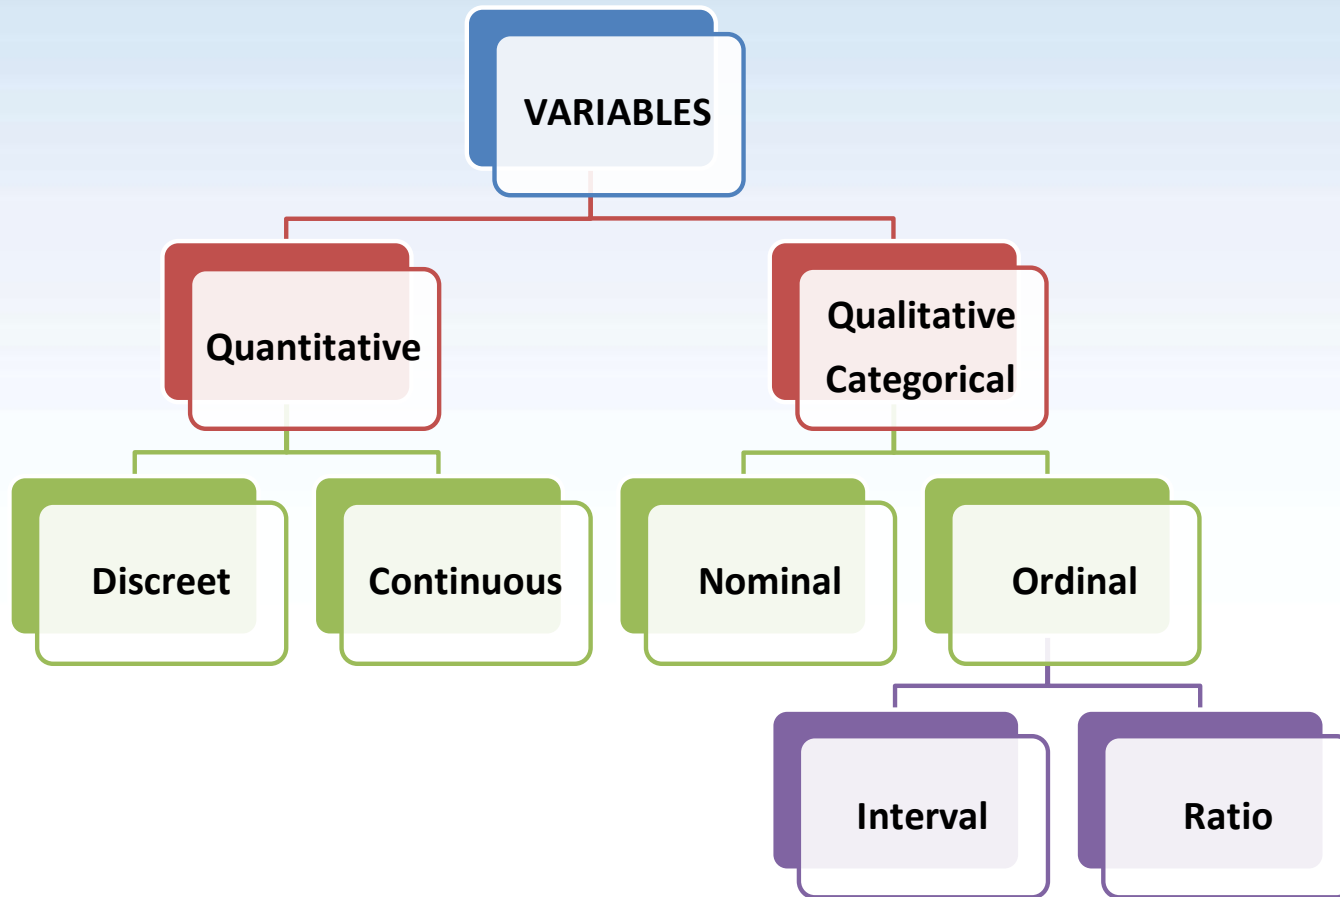 VARIABLES
Quantitative
Qualitative
Categorical
Discreet
Continuous
Nominal
Ordinal
Interval
Ratio